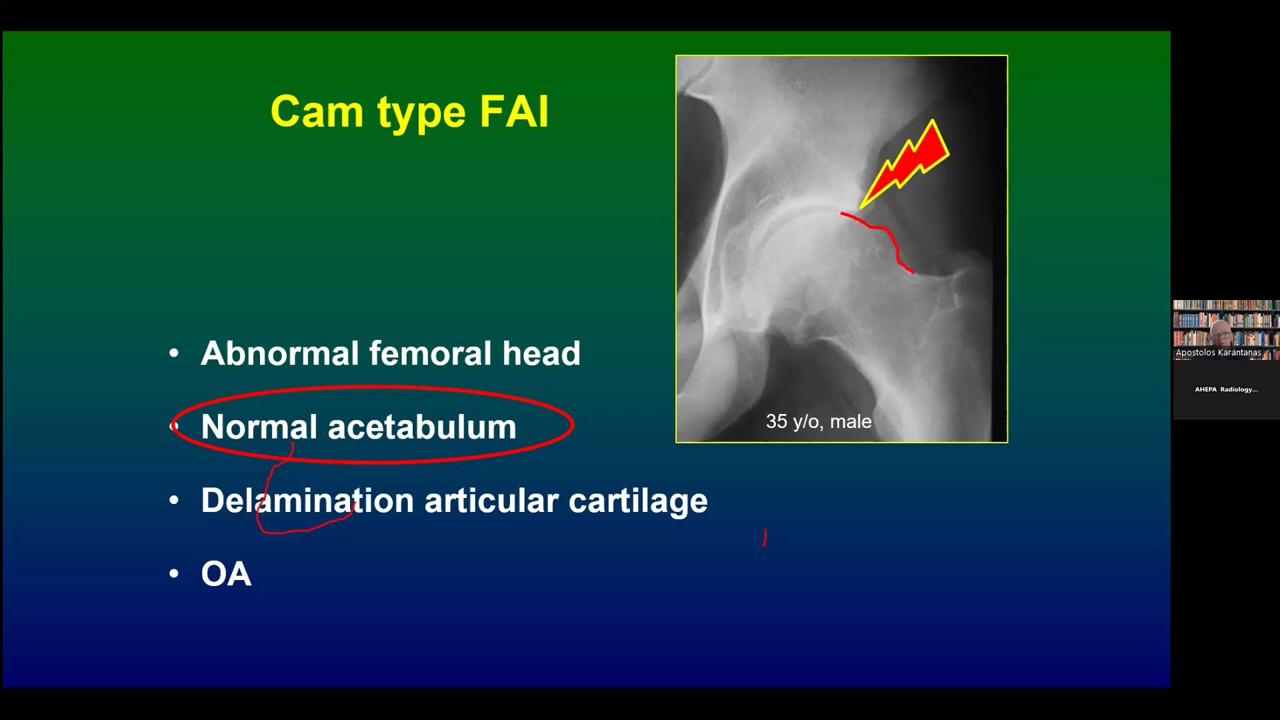 Cam type FAI
• Abnormal femoral head
• Normal acetabulum
• Delamination articular cartilage
• OA
35 y/o, male
Apostolos Karantanas
AHEPA Radiology...